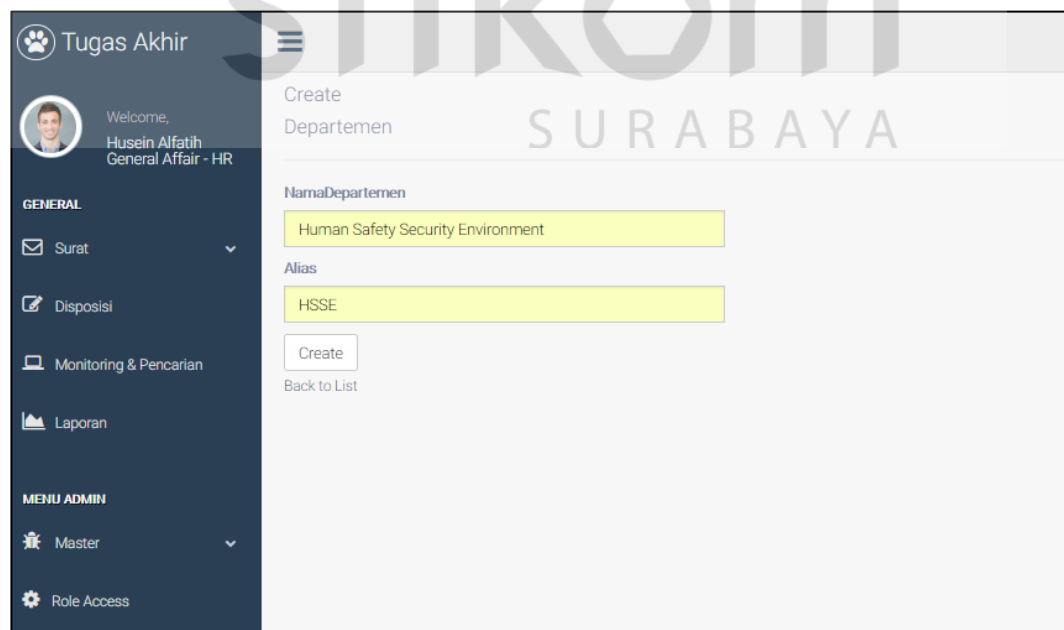 Tugas Akhir
Welcome,
Husein Alfatih
General Affair - HR
GENERAL
Surat
Disposisi
Monitoring & Pencarian
Laporan
MENU ADMIN
Master
Role Access
Create
Departemen
NamaDepartemen
Human Safety Security Environment
Alias
HSSE
Create
Back to List
SURABAYA